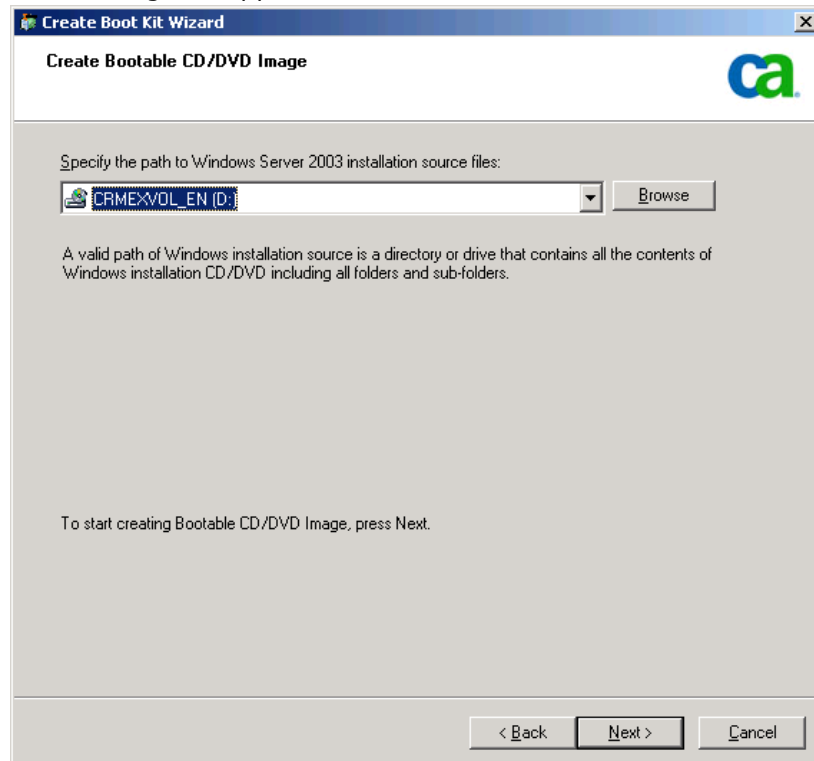 Create Boot Kit Wizard
Create Bootable CD/DVD Image
ca.
Specify the path to Windows Server 2003 installation source files:
CRMEXVOL_EN (D:)
Browse
A valid path of Windows installation source is a directory or drive that contains all the contents of
Windows installation CD/DVD including all folders and sub-folders.
To start creating Bootable CD/DVD Image, press Next.
< Back
Next >
Cancel